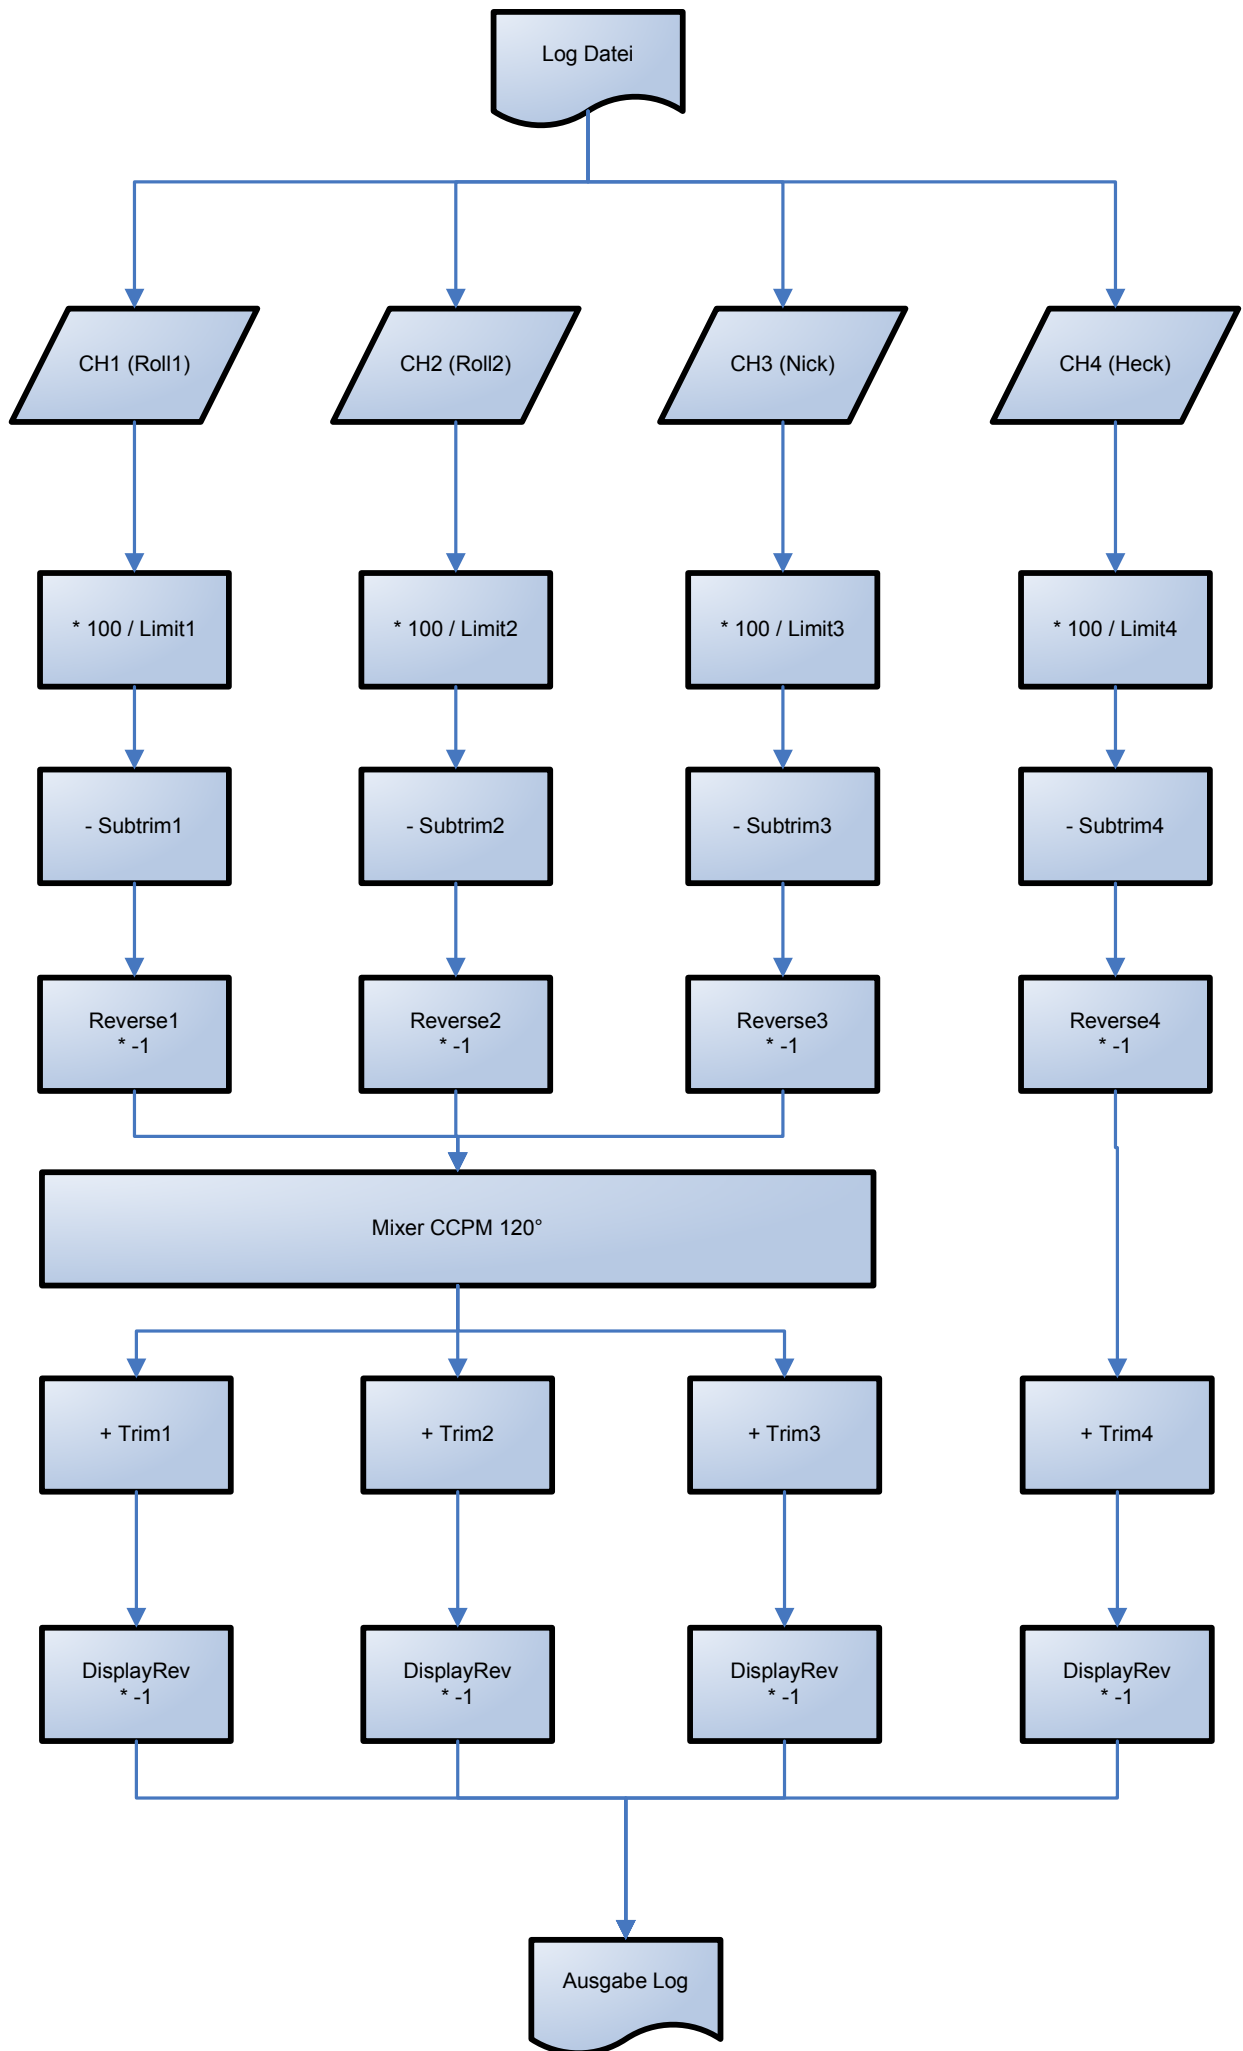 Log Datei
CH1 (Roll1)
CH2 (Roll2)
CH3 (Nick)
CH4 (Heck)
* 100 / Limit1
* 100 / Limit2
* 100 / Limit3
* 100 / Limit4
- Subtrim1
- Subtrim2
- Subtrim3
- Subtrim4
Reverse1
* -1
Reverse2
* -1
Reverse3
* -1
Reverse4
* -1
Mixer CCPM 120°
+ Trim1
+ Trim2
+ Trim3
+ Trim4
DisplayRev
* -1
DisplayRev
* -1
DisplayRev
* -1
DisplayRev
* -1
Ausgabe Log